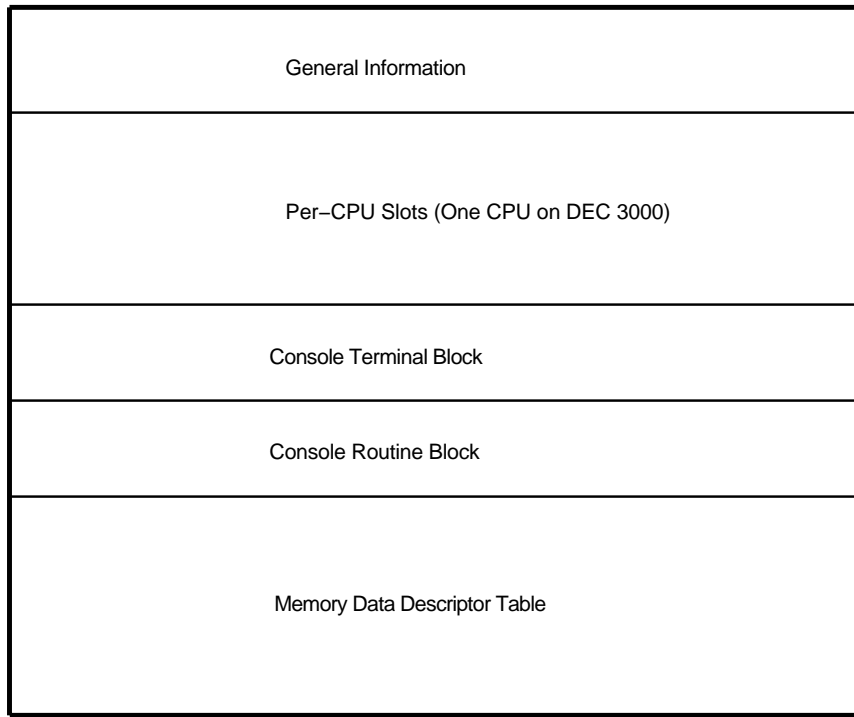 General Information
Per−CPU Slots (One CPU on DEC 3000)
Console Terminal Block
Console Routine Block
Memory Data Descriptor Table